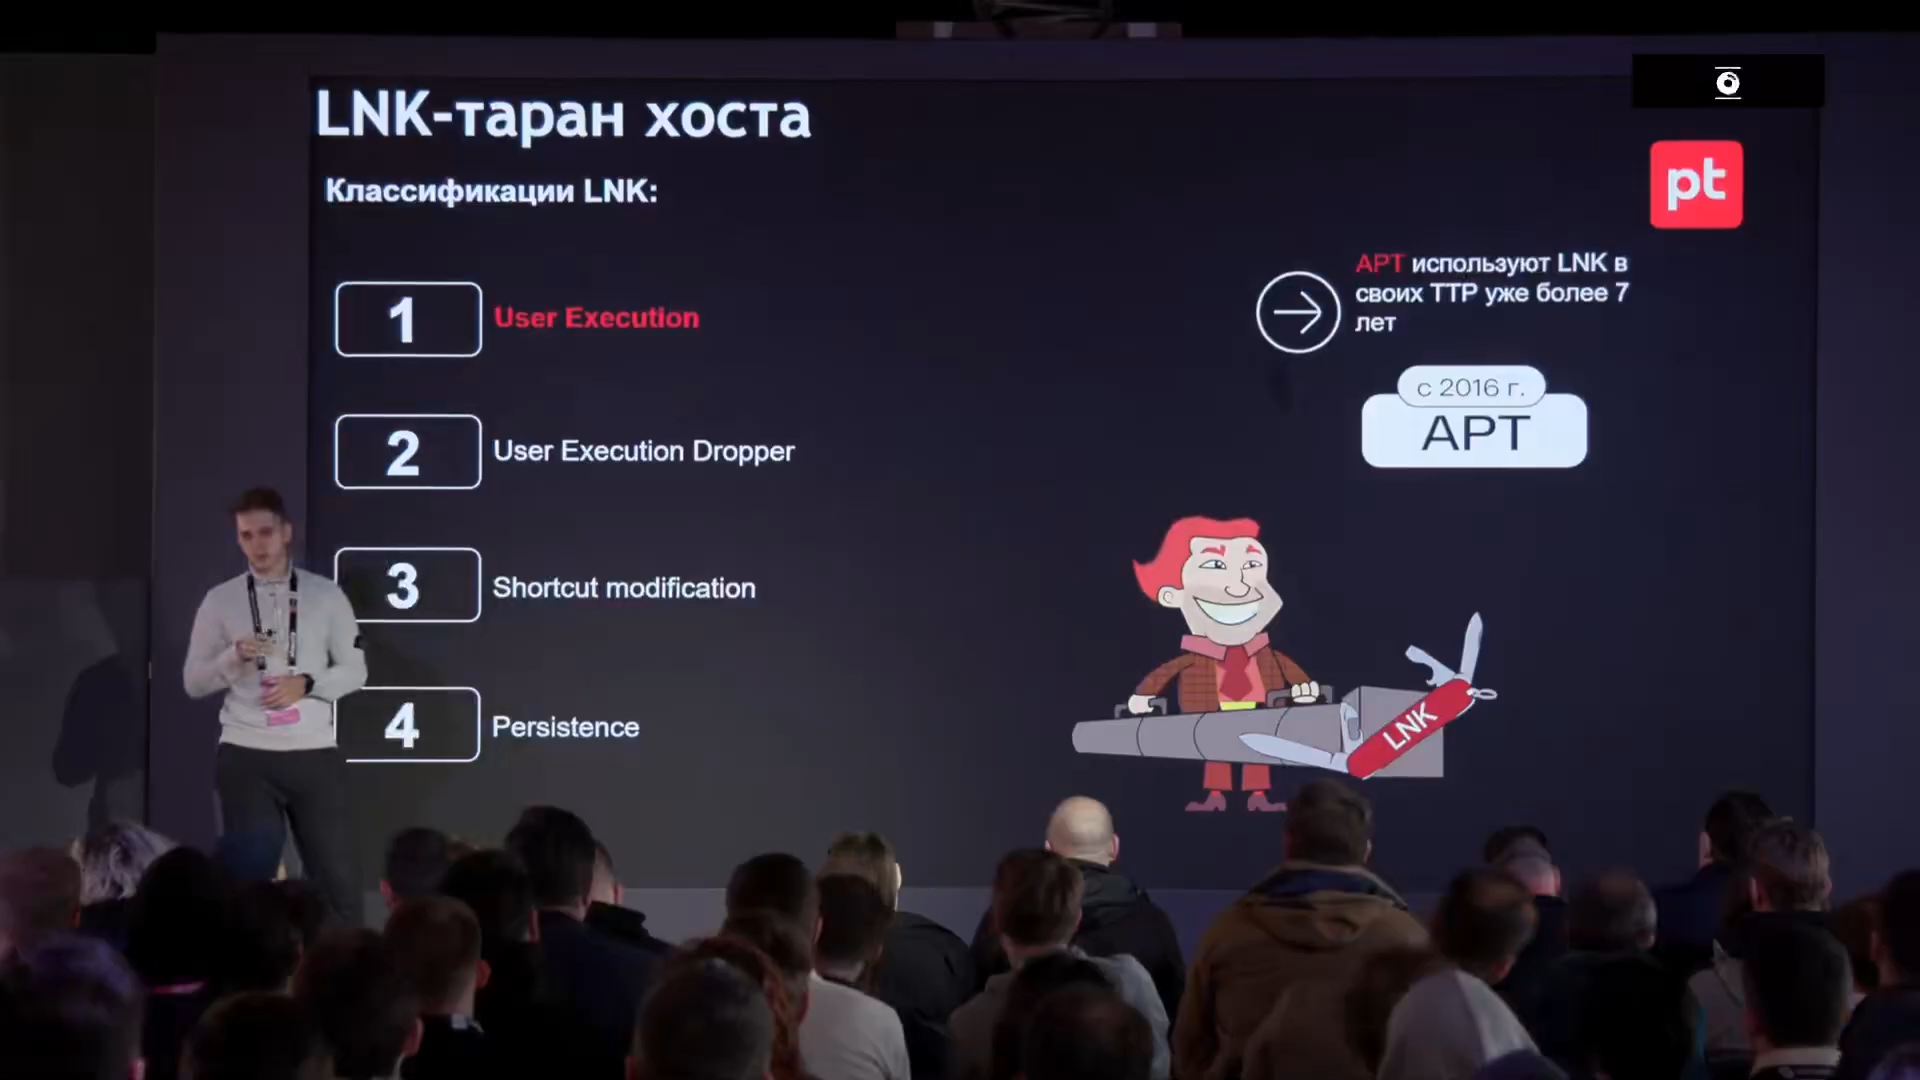 LNK-таран хоста
Классификации LNK:
pt
1
User Execution
2
User Execution Dropper
3
Shortcut modification
4
Persistence
APT используют LNK в
своих TTP уже более 7
лет
с 2016 г.
APT
LNK